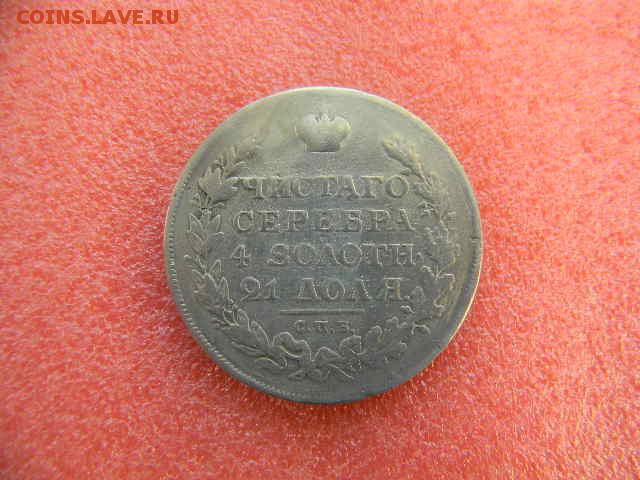 COINS.LAVE.RU
ЧИСТАГО
СЕРЕБРА
4 ЗОЛОТН.
21 ДОЛЯ.
С.П.Б.